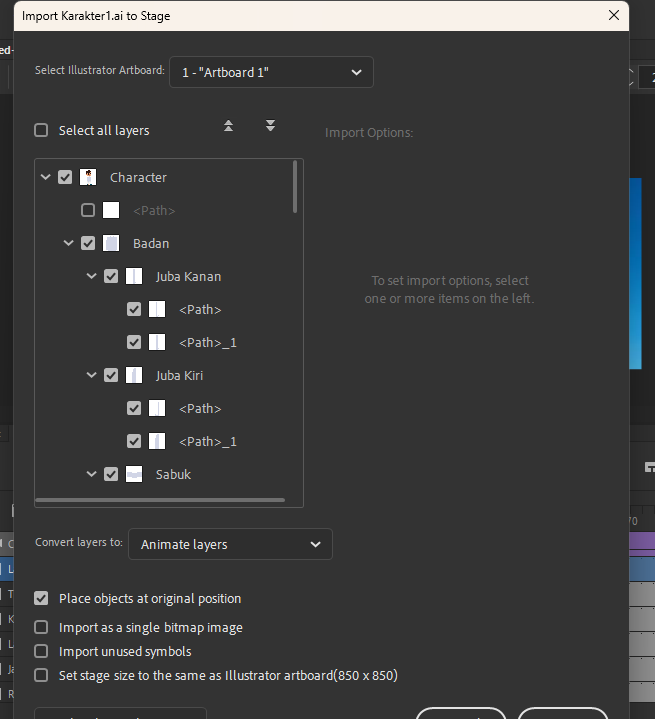 Import Karakter1.ai to Stage
Select Illustrator Artboard:
1 - "Artboard 1"
Select all layers
Import Options:
Character
<Path>
Badan
Juba Kanan
<Path>
<Path>_1
Juba Kiri
<Path>
<Path>_1
Sabuk
To set import options, select
one or more items on the left.
Convert layers to:
Animate layers
Place objects at original position
Import as a single bitmap image
Import unused symbols
Set stage size to the same as Illustrator artboard(850 x 850)
ed-
70
L
T
K
L
Ja
R